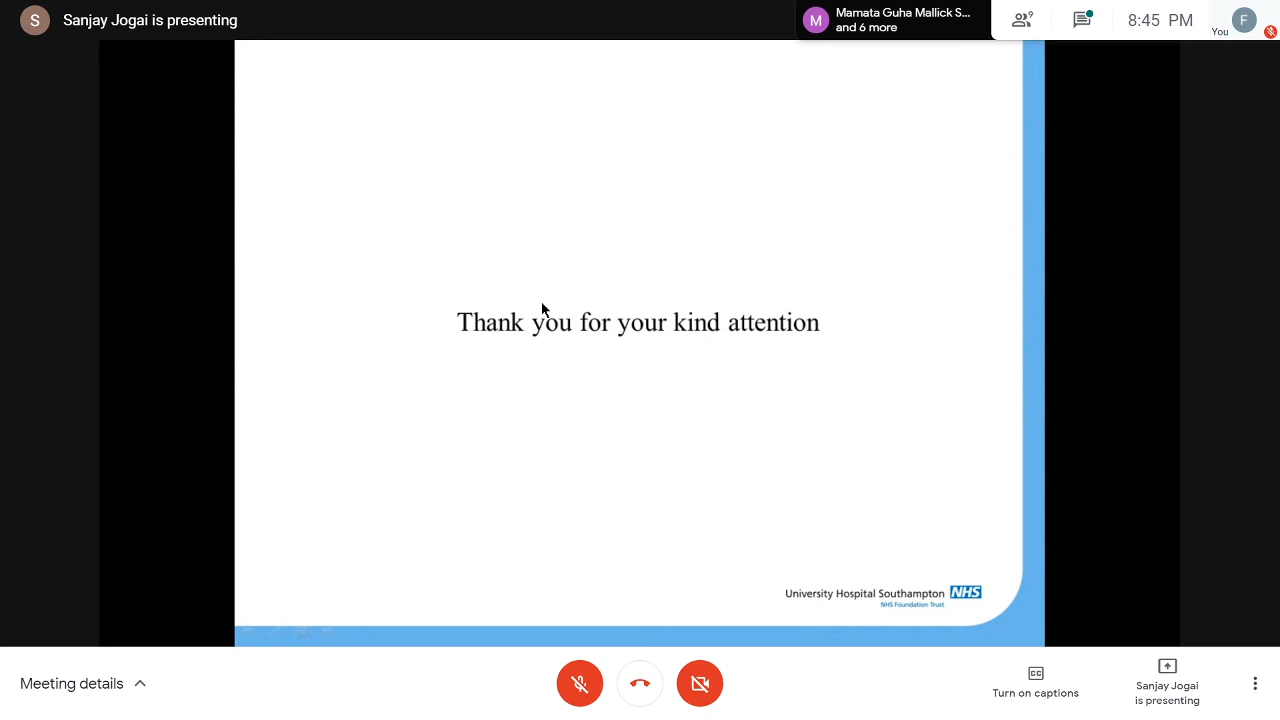 S Sanjay Jogai is presenting
M Mamata Guha Mallick S...
and 6 more
9
8:45 PM
You F
Thank you for your kind attention
University Hospital Southampton NHS
NHS Foundation Trust
Meeting details
Turn on captions
Sanjay Jogai
is presenting